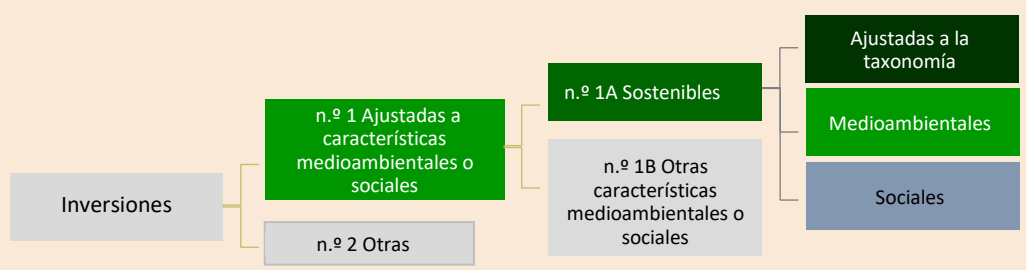 Inversiones
n.º 1 Ajustadas a
características
medioambientales o
sociales
n.º 2 Otras
n.º 1A Sostenibles
n.º 1B Otras
características
medioambientales o
sociales
Ajustadas a la
taxonomía
Medioambientales
Sociales